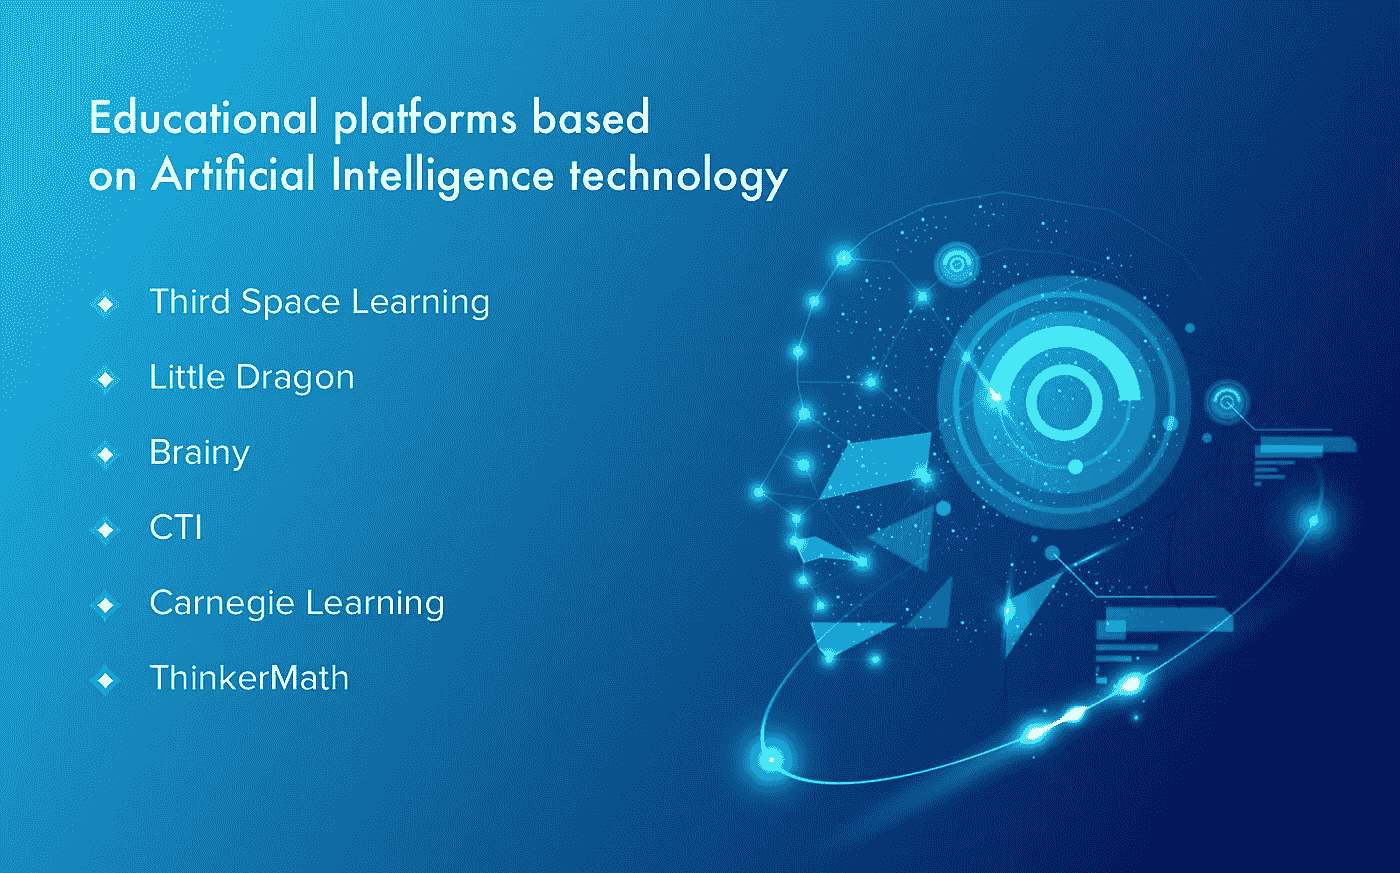 Educational platforms based
on Artificial Intelligence technology
Third Space Learning
Little Dragon
Brainy
CTI
Carnegie Learning
ThinkerMath